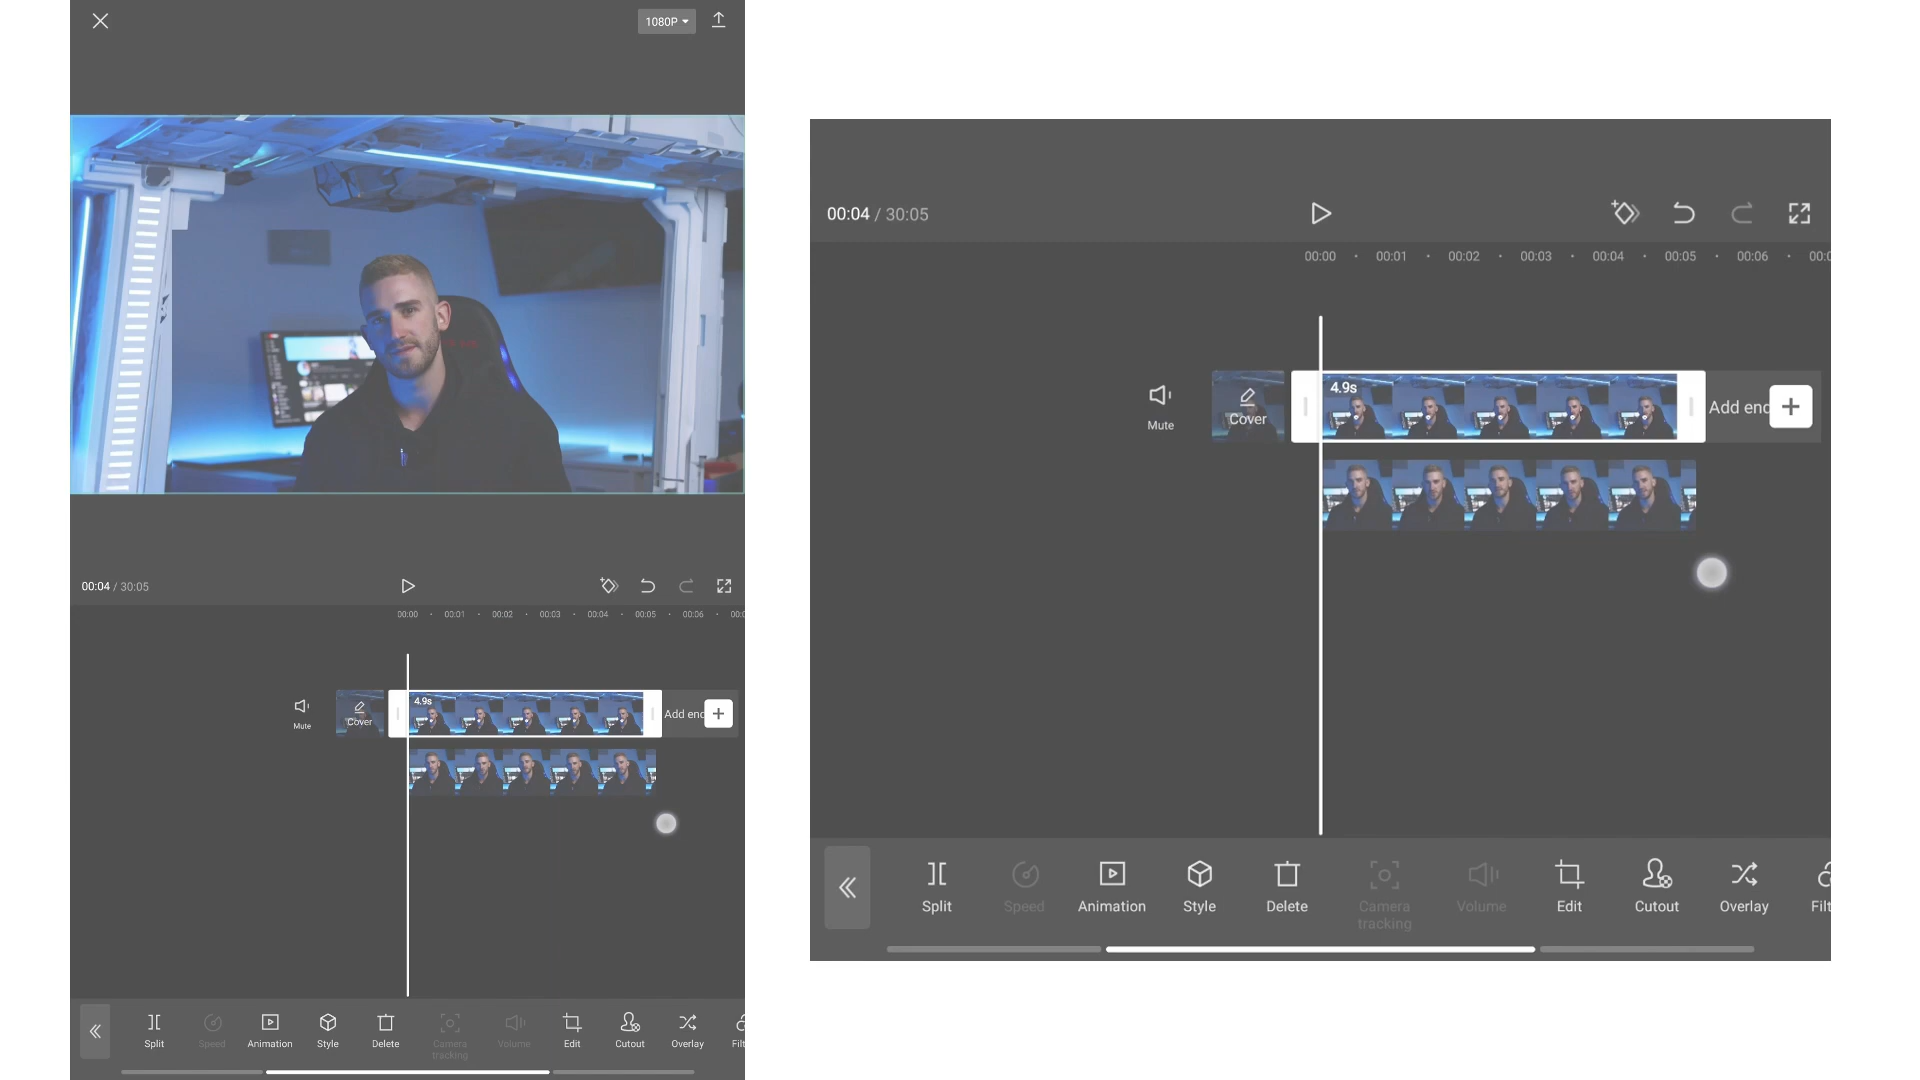 1080P
00:04 / 30:05
00:00 00:01 00:02 00:03 00:04 00:05 00:06
4.9s
Mute
Cover
Add end
Split Speed Animation Style Delete Camera tracking Volume Edit Cutout Overlay Filt
00:04 / 30:05
00:00 00:01 00:02 00:03 00:04 00:05 00:06
4.9s
Mute
Cover
Add end
Split Speed Animation Style Delete Camera tracking Volume Edit Cutout Overlay Filt